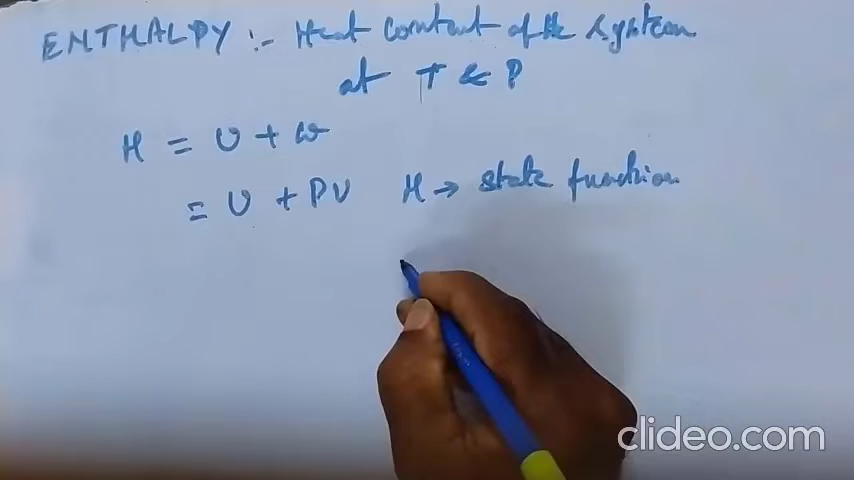 ENTHALPY :- Heat content of the system
at T & P
H = U + w
= U + PV H → state function
clideo.com